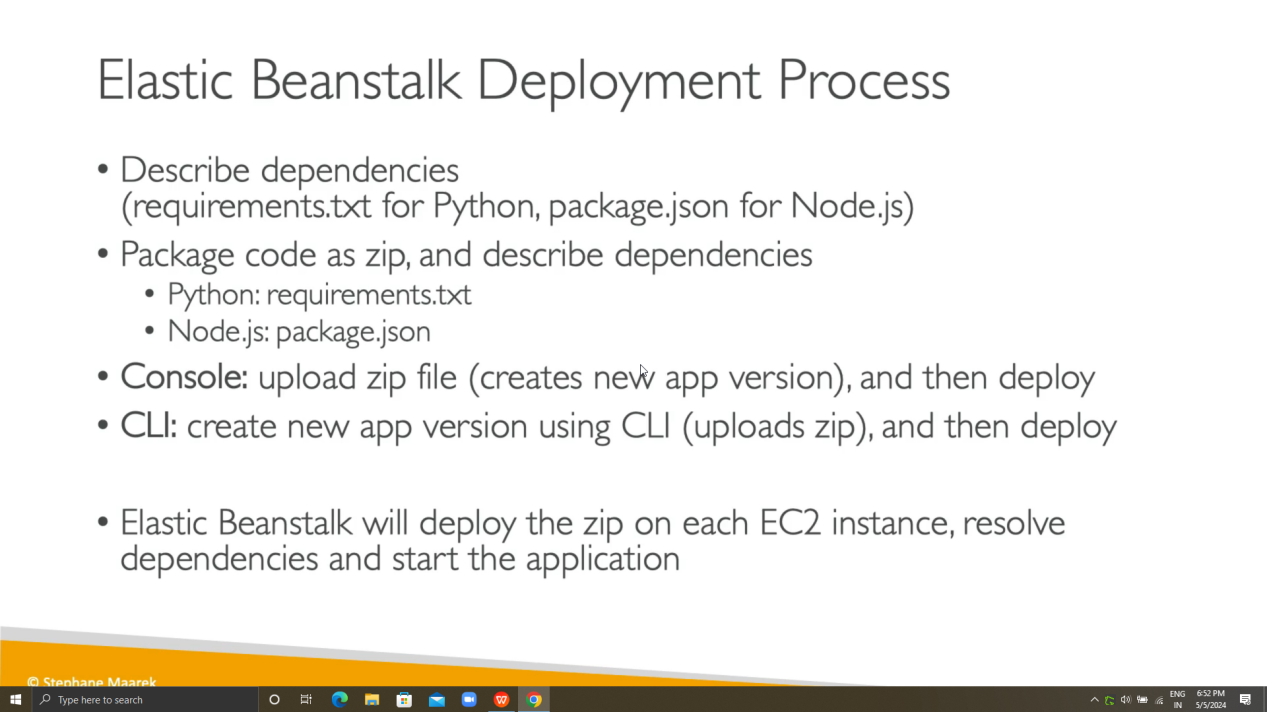 Elastic Beanstalk Deployment Process
• Describe dependencies
(requirements.txt for Python, package.json for Node.js)
• Package code as zip, and describe dependencies
• Python: requirements.txt
• Node.js: package.json
• Console: upload zip file (creates new app version), and then deploy
• CLI: create new app version using CLI (uploads zip), and then deploy
• Elastic Beanstalk will deploy the zip on each EC2 instance, resolve
dependencies and start the application
© Stephane Maarek
Type here to search
W
ENG
IN
6:52 PM
5/5/2024